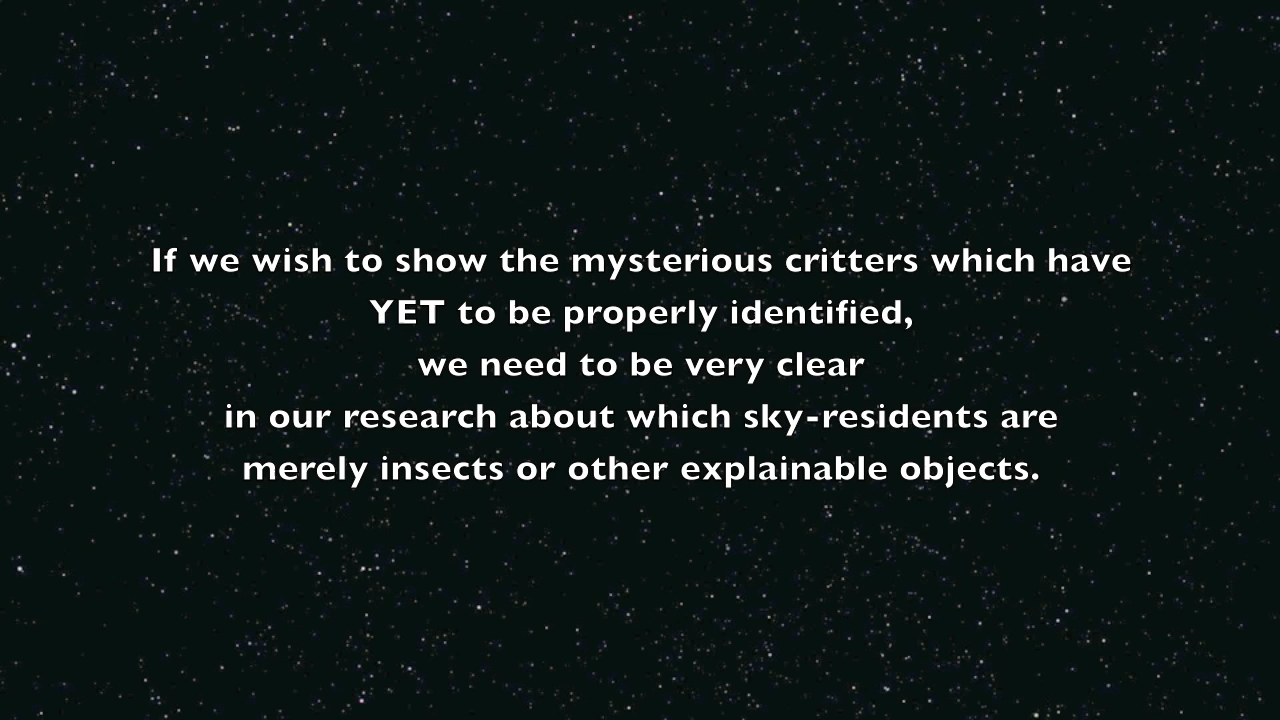 If we wish to show the mysterious critters which have
YET to be properly identified,
we need to be very clear
in our research about which sky-residents are
merely insects or other explainable objects.